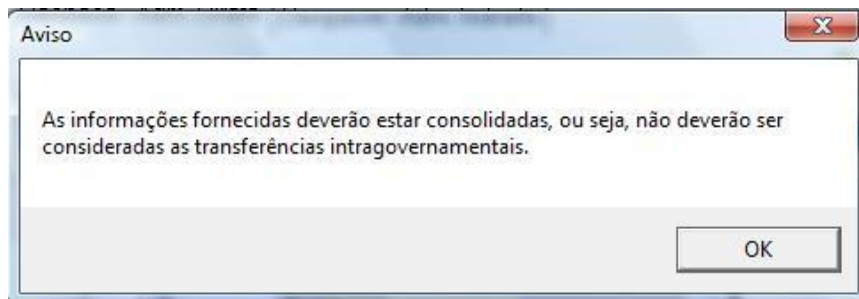 Aviso
As informações fornecidas deverão estar consolidadas, ou seja, não deverão ser
consideradas as transferências intragovernamentais.
OK